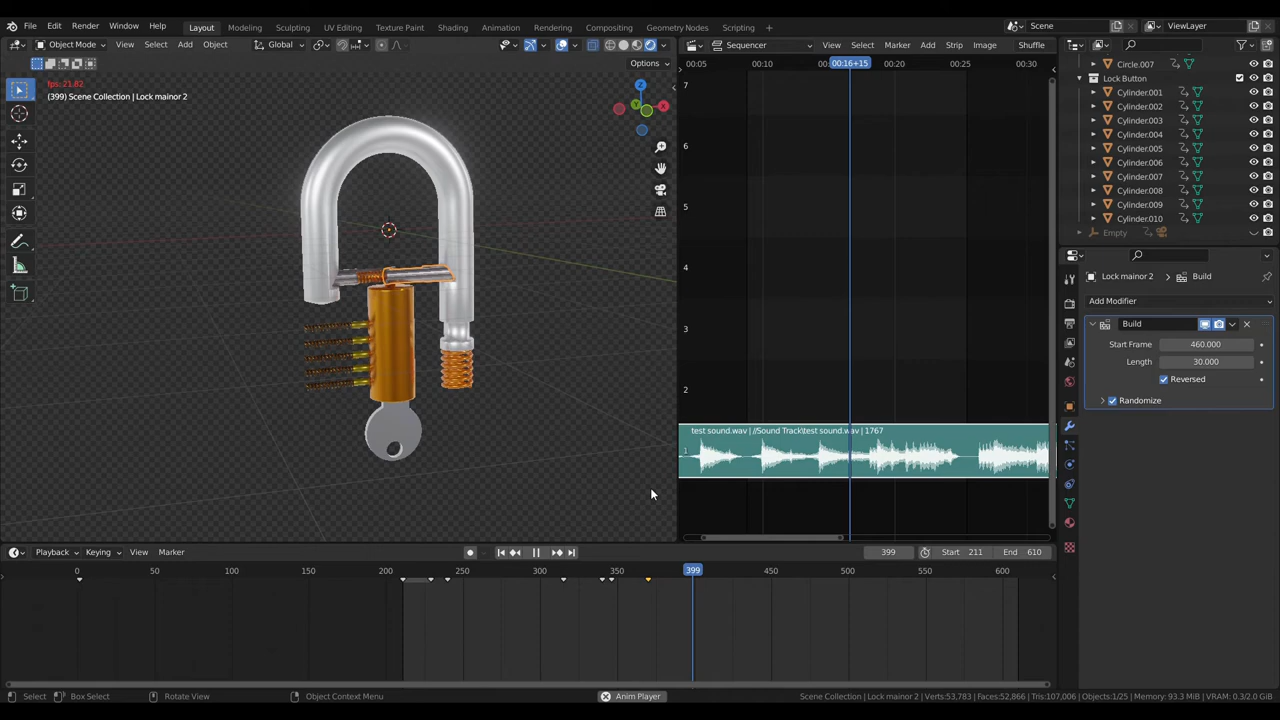 File Edit Render Window Help
Layout Modeling Sculpting UV Editing Texture Paint Shading Animation Rendering Compositing Geometry Nodes Scripting +
Scene
ViewLayer
Object Mode View Select Add Object
Global
Options
fps: 21.82
(399) Scene Collection | Lock mainor 2
Z
Y
X
Sequencer View Select Marker Add Strip Image Shuffle
00:05 00:10 00:16+15 00:20 00:25 00:30
7
6
5
4
3
2
1
test sound.wav | //Sound Track\test sound.wav | 1767
Circle.007
Lock Button
Cylinder.001
Cylinder.002
Cylinder.003
Cylinder.004
Cylinder.005
Cylinder.006
Cylinder.007
Cylinder.008
Cylinder.009
Cylinder.010
Empty
Lock mainor 2 Build
Add Modifier
Build
Start Frame 460.000
Length 30.000
Reversed
Randomize
Playback Keying View Marker
399 Start 211 End 610
0 50 100 150 200 250 300 350 399 450 500 550 600
Select Box Select Rotate View Object Context Menu
Anim Player
Scene Collection | Lock mainor 2 | Verts:53,783 | Faces:52,866 | Tris:107,006 | Objects:1/25 | Memory: 93.3 MiB | VRAM: 0.3/2.0 GiB